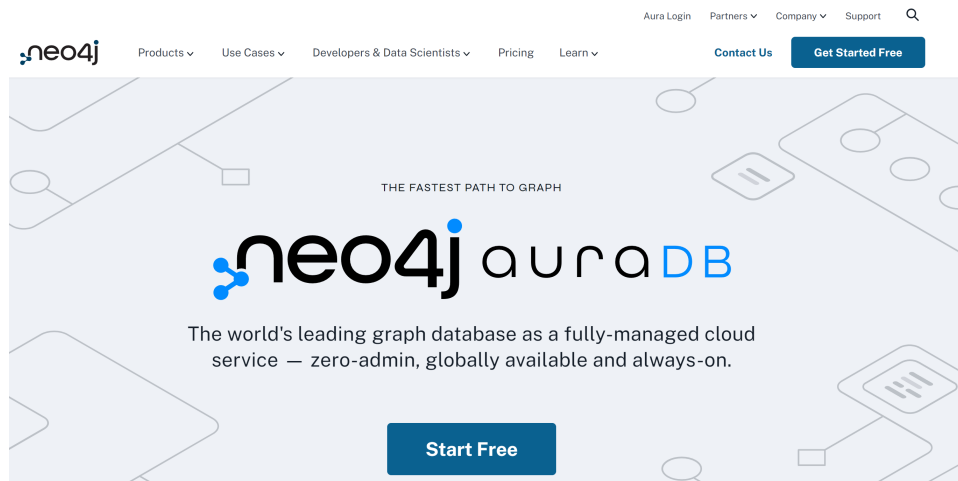 Aura Login Partners Company Support
neo4j Products Use Cases Developers & Data Scientists Pricing Learn Contact Us Get Started Free
THE FASTEST PATH TO GRAPH
neo4j auraDB
The world's leading graph database as a fully-managed cloud
service — zero-admin, globally available and always-on.
Start Free